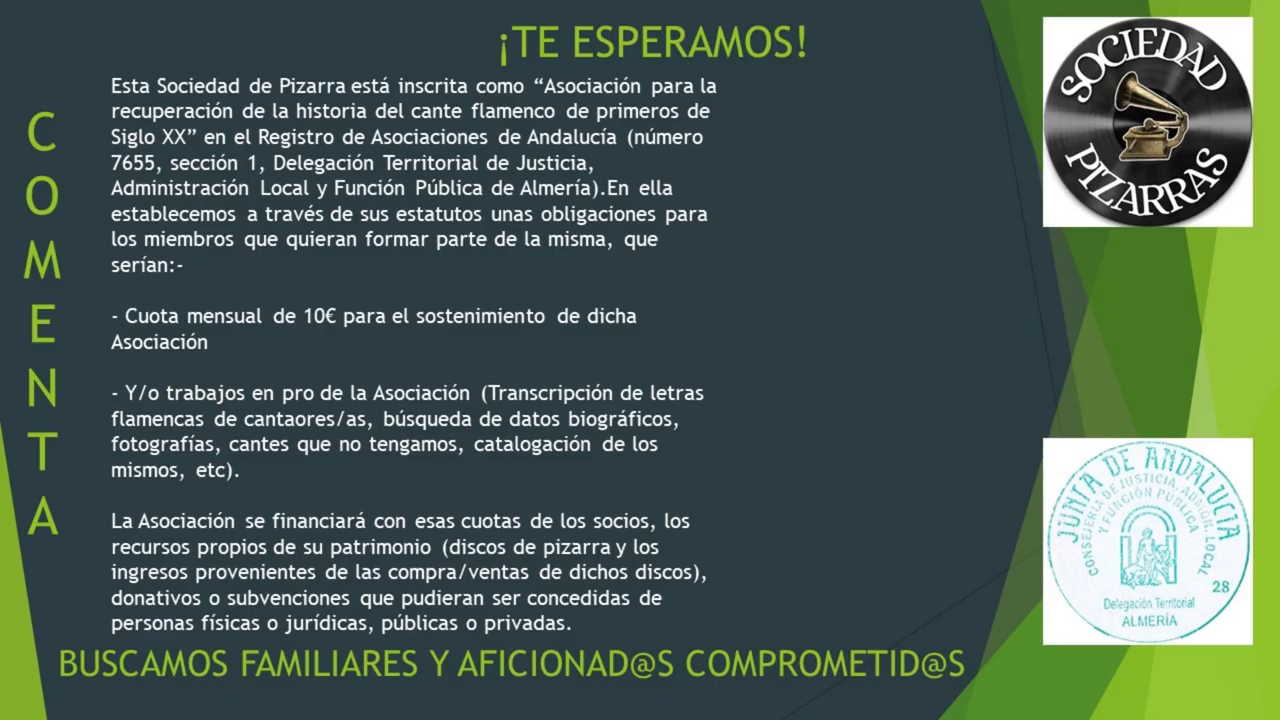 ¡TE ESPERAMOS!
COMENTA
Esta Sociedad de Pizarra está inscrita como “Asociación para la
recuperación de la historia del cante flamenco de primeros de
Siglo XX” en el Registro de Asociaciones de Andalucía (número
7655, sección 1, Delegación Territorial de Justicia,
Administración Local y Función Pública de Almería).En ella
establecemos a través de sus estatutos unas obligaciones para
los miembros que quieran formar parte de la misma, que
serían:-
- Cuota mensual de 10€ para el sostenimiento de dicha
Asociación
- Y/o trabajos en pro de la Asociación (Transcripción de letras
flamencas de cantaores/as, búsqueda de datos biográficos,
fotografías, cantes que no tengamos, catalogación de los
mismos, etc).
La Asociación se financiará con esas cuotas de los socios, los
recursos propios de su patrimonio (discos de pizarra y los
ingresos provenientes de las compra/ventas de dichos discos),
donativos o subvenciones que pudieran ser concedidas de
personas físicas o jurídicas, públicas o privadas.
BUSCAMOS FAMILIARES Y AFICIONAD@S COMPROMETID@S
SOCIEDAD
PIZARRAS
JUNTA DE ANDALUCIA
CONSEJERIA DE JUSTICIA, ADMON. LOCAL
Y FUNCIÓN PÚBLICA
28
Delegación Territorial
ALMERÍA